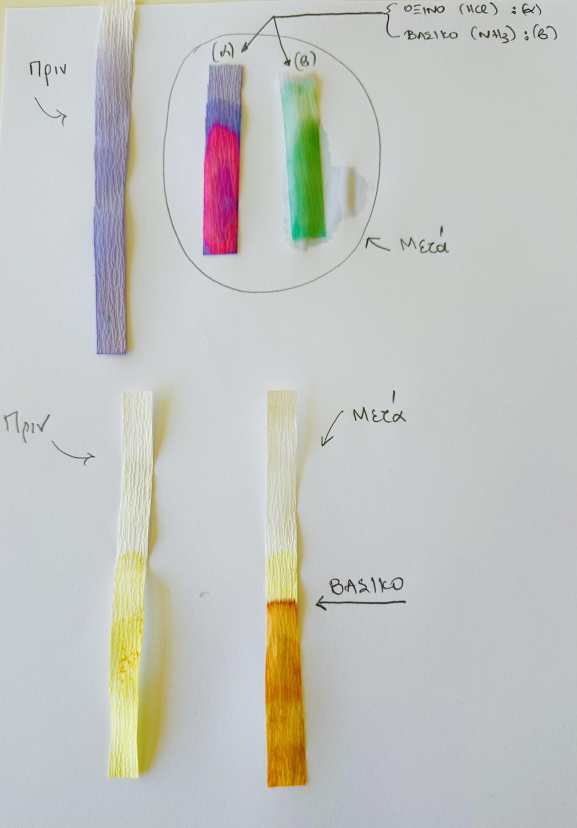 ΟΞΙΝΟ (HCl) : (α)
ΒΑΣΙΚΟ (NH3) : (β)
(α) (β)
Πριν
Μετά
Πριν
Μετά
ΒΑΣΙΚΟ